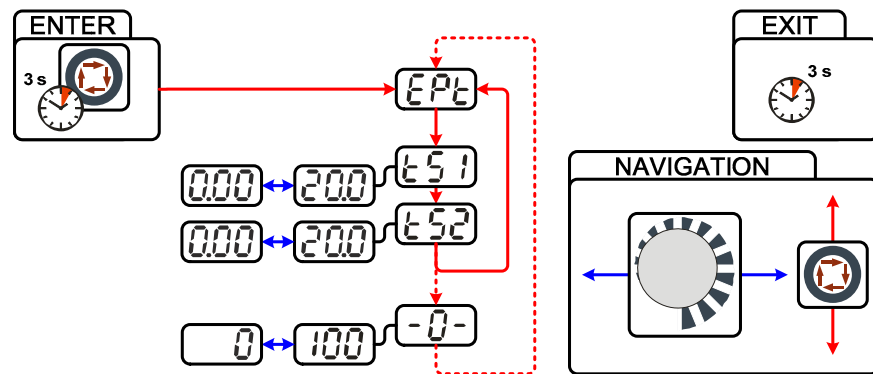 ENTER
3 s
EXIT
3 s
EPt
tS1
0.00 20.0
tS2
0.00 20.0
-0-
0 100
NAVIGATION